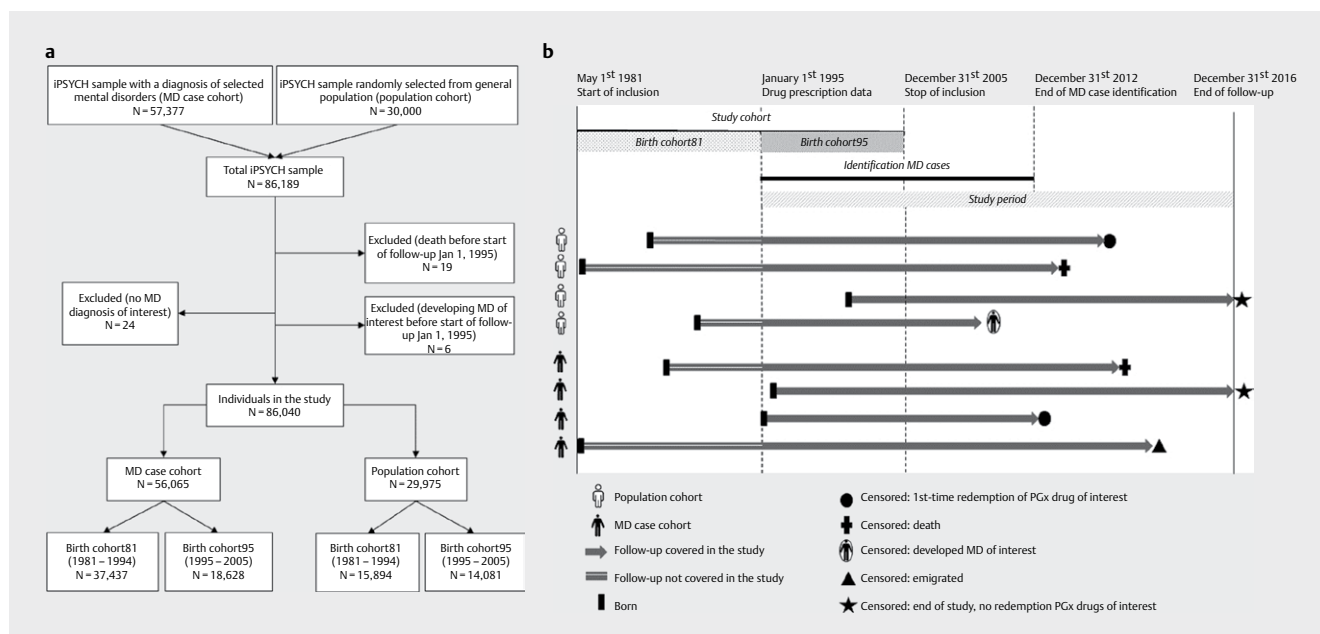 a
iPSYCH sample with a diagnosis of selected
mental disorders (MD case cohort)
N = 57,377
iPSYCH sample randomly selected from general
population (population cohort)
N = 30,000
Total iPSYCH sample
N = 86,189
Excluded (death before start
of follow-up Jan 1, 1995)
N = 19
Excluded (no MD
diagnosis of interest)
N = 24
Excluded (developing MD of
interest before start of follow-
up Jan 1, 1995)
N = 6
Individuals in the study
N = 86,040
MD case cohort
N = 56,065
Population cohort
N = 29,975
Birth cohort81
(1981 – 1994)
N = 37,437
Birth cohort95
(1995 – 2005)
N = 18,628
Birth cohort81
(1981 – 1994)
N = 15,894
Birth cohort95
(1995 – 2005)
N = 14,081
b
May 1st 1981
Start of inclusion
January 1st 1995
Drug prescription data
December 31st 2005
Stop of inclusion
December 31st 2012
End of MD case identification
December 31st 2016
End of follow-up
Study cohort
Birth cohort81
Birth cohort95
Identification MD cases
Study period
Population cohort
MD case cohort
Follow-up covered in the study
Follow-up not covered in the study
Born
Censored: 1st-time redemption of PGx drug of interest
Censored: death
Censored: developed MD of interest
Censored: emigrated
Censored: end of study, no redemption PGx drugs of interest